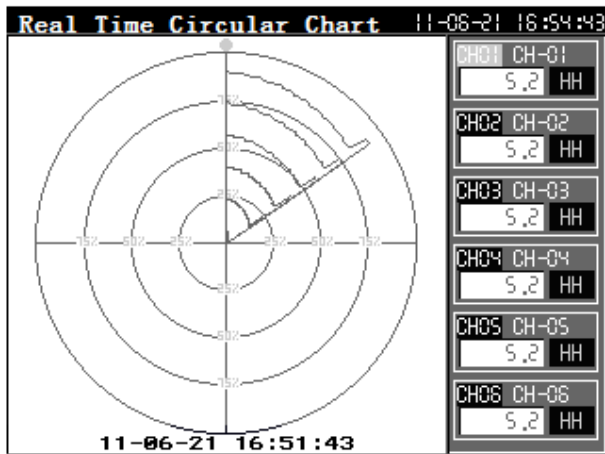 Real Time Circular Chart 11-06-21 16:54:43
CH01 CH-01
5.2 HH
CH02 CH-02
5.2 HH
CH03 CH-03
5.2 HH
CH04 CH-04
5.2 HH
CH05 CH-05
5.2 HH
CH06 CH-06
5.2 HH
75%
50%
25%
75% 50% 25% 25% 50% 75%
25%
50%
75%
11-06-21 16:51:43